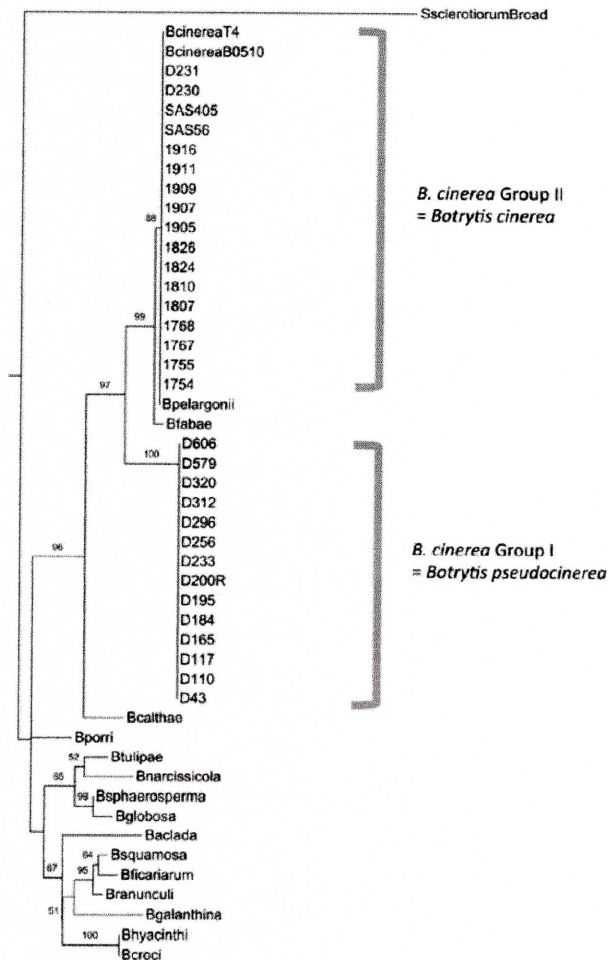 SsclerotiorumBroad
BcinereaT4
BcinereaB0510
D231
D230
SAS405
SAS56
1916
1911
1909
1907
88
1905
1826
1824
1810
1807
99
1768
1767
1755
1754
Bpelargonii
Bfabae
B. cinerea Group II
= Botrytis cinerea
97
D606
100
D579
D320
D312
D296
D256
D233
D200R
D195
D184
D165
D117
D110
D43
B. cinerea Group I
= Botrytis pseudocinerea
96
Bcalthae
Bporri
52
Btulipae
65
Bnarcissicola
99
Bsphaerosperma
Bglobosa
Baclada
67
64
Bsquamosa
95
Bficariarum
Branunculi
51
Bgalanthina
100
Bhyacinthi
Bcroci